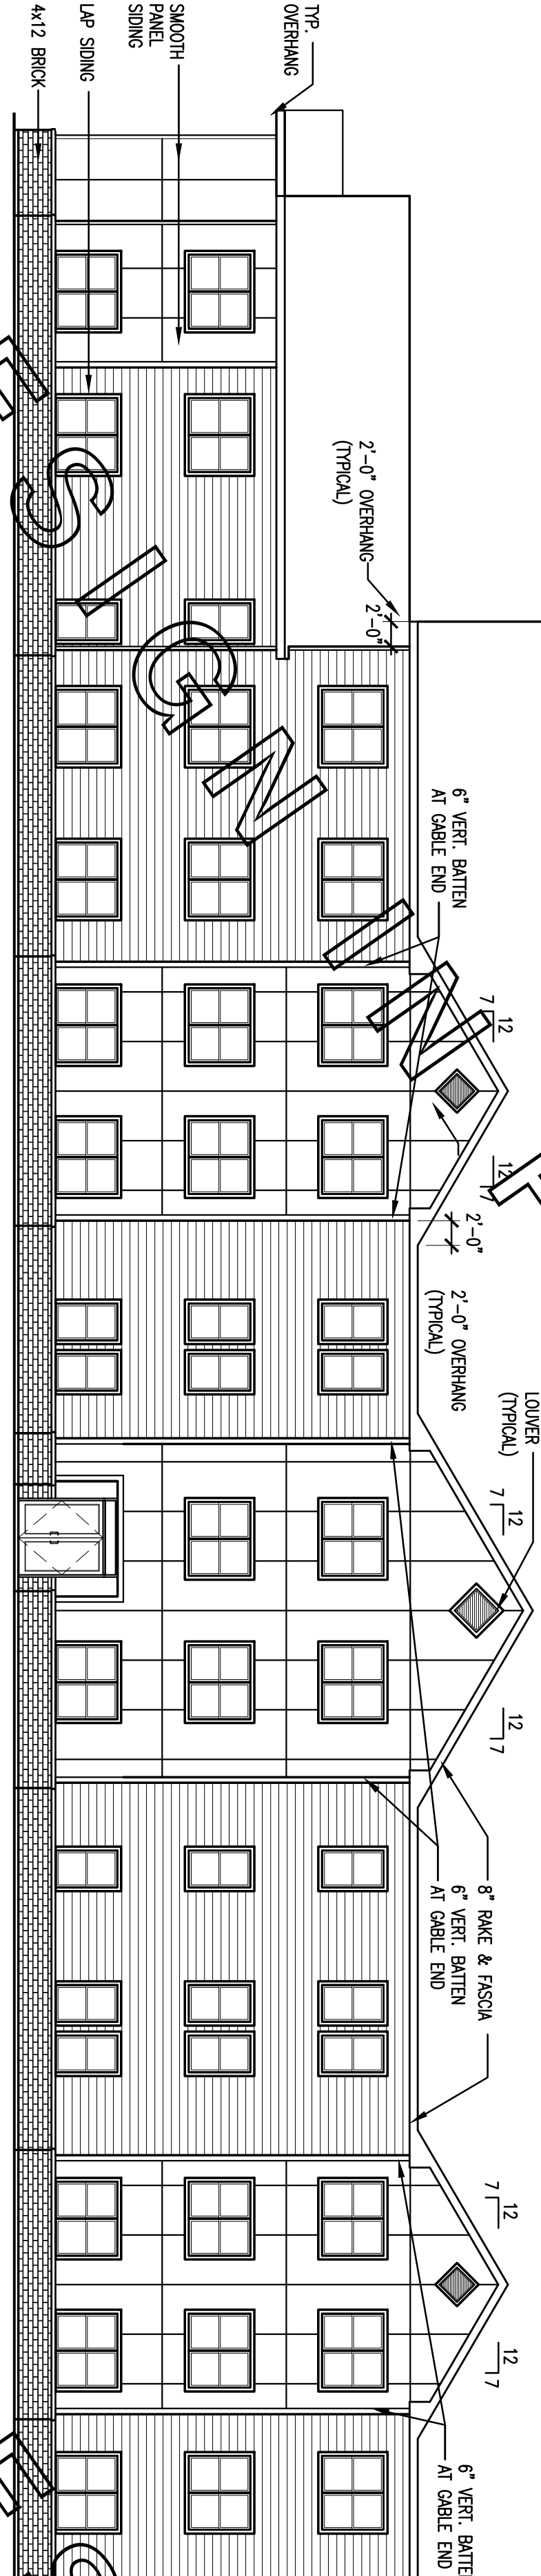 TYP.
OVERHANG
SMOOTH
PANEL
SIDING
LAP SIDING
4x12 BRICK
2'-0" OVERHANG
(TYPICAL)
2'-0"
6" VERT. BATTEN
AT GABLE END
12
7
12
7
2'-0"
2'-0" OVERHANG
(TYPICAL)
LOUVER
(TYPICAL)
12
7
12
7
8" RAKE & FASCIA
6" VERT. BATTEN
AT GABLE END
12
7
12
7
6" VERT. BATTE
AT GABLE END